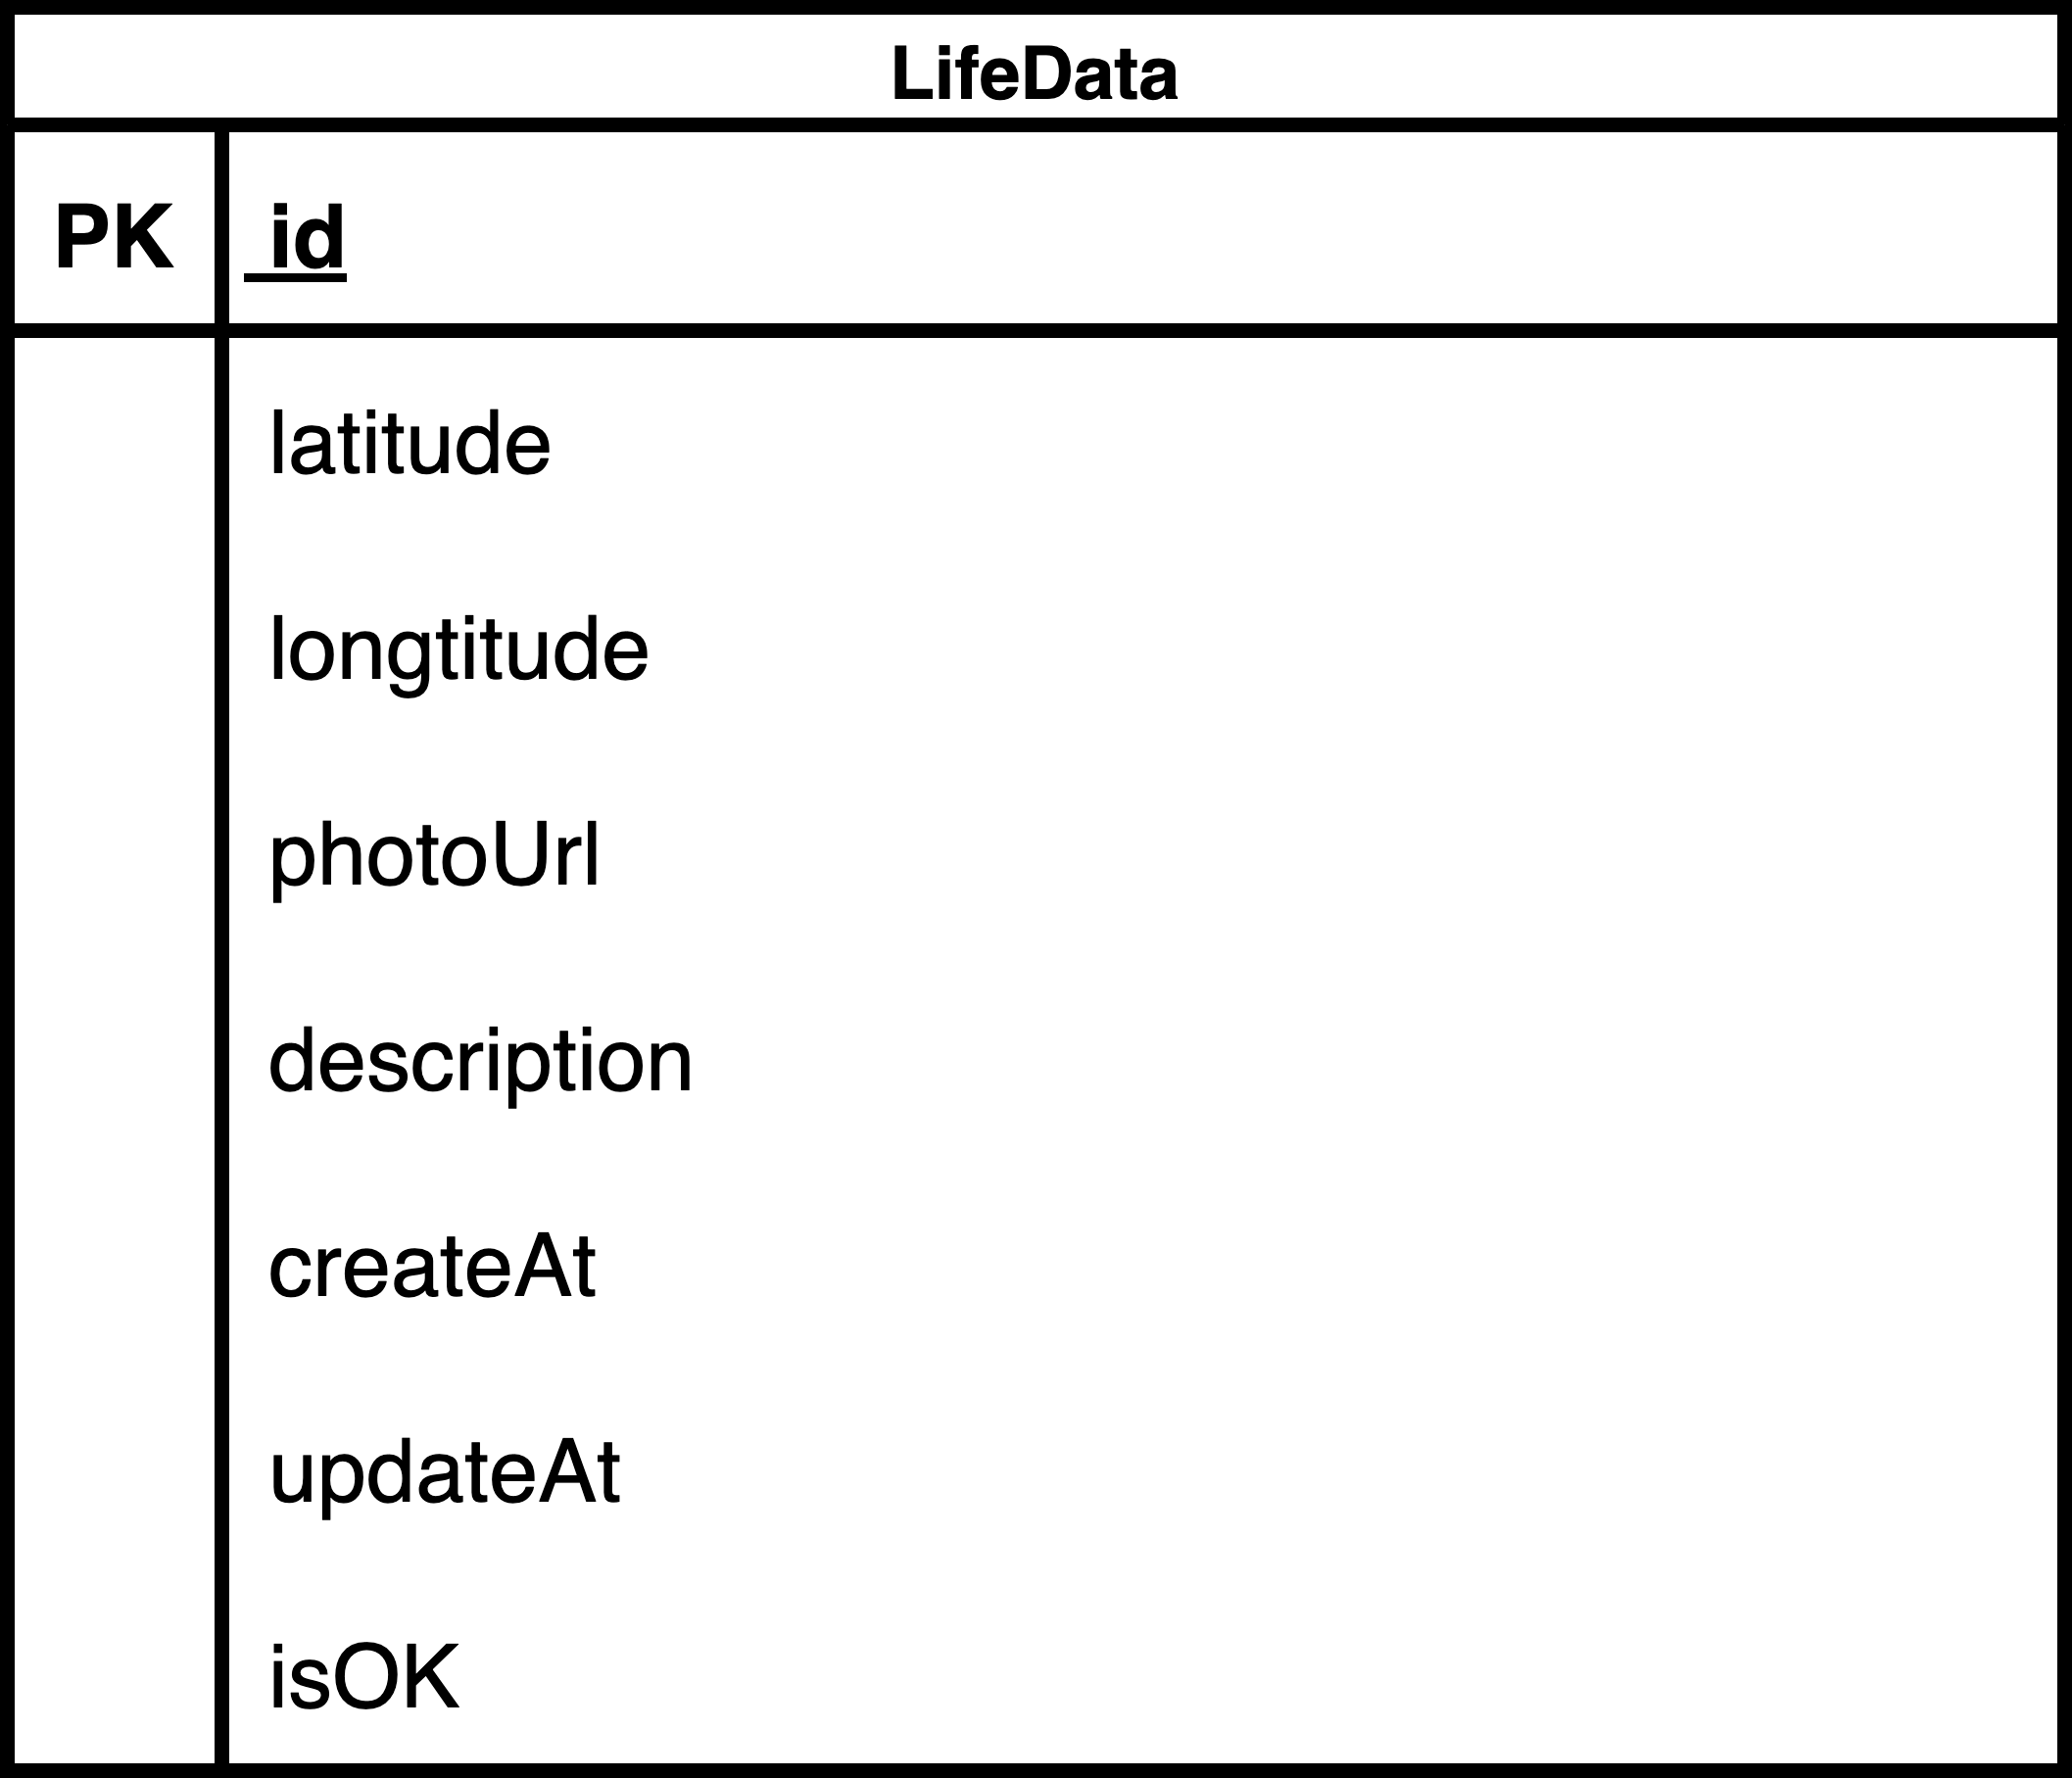 LifeData
PK id
latitude
longtitude
photoUrl
description
createAt
updateAt
isOK